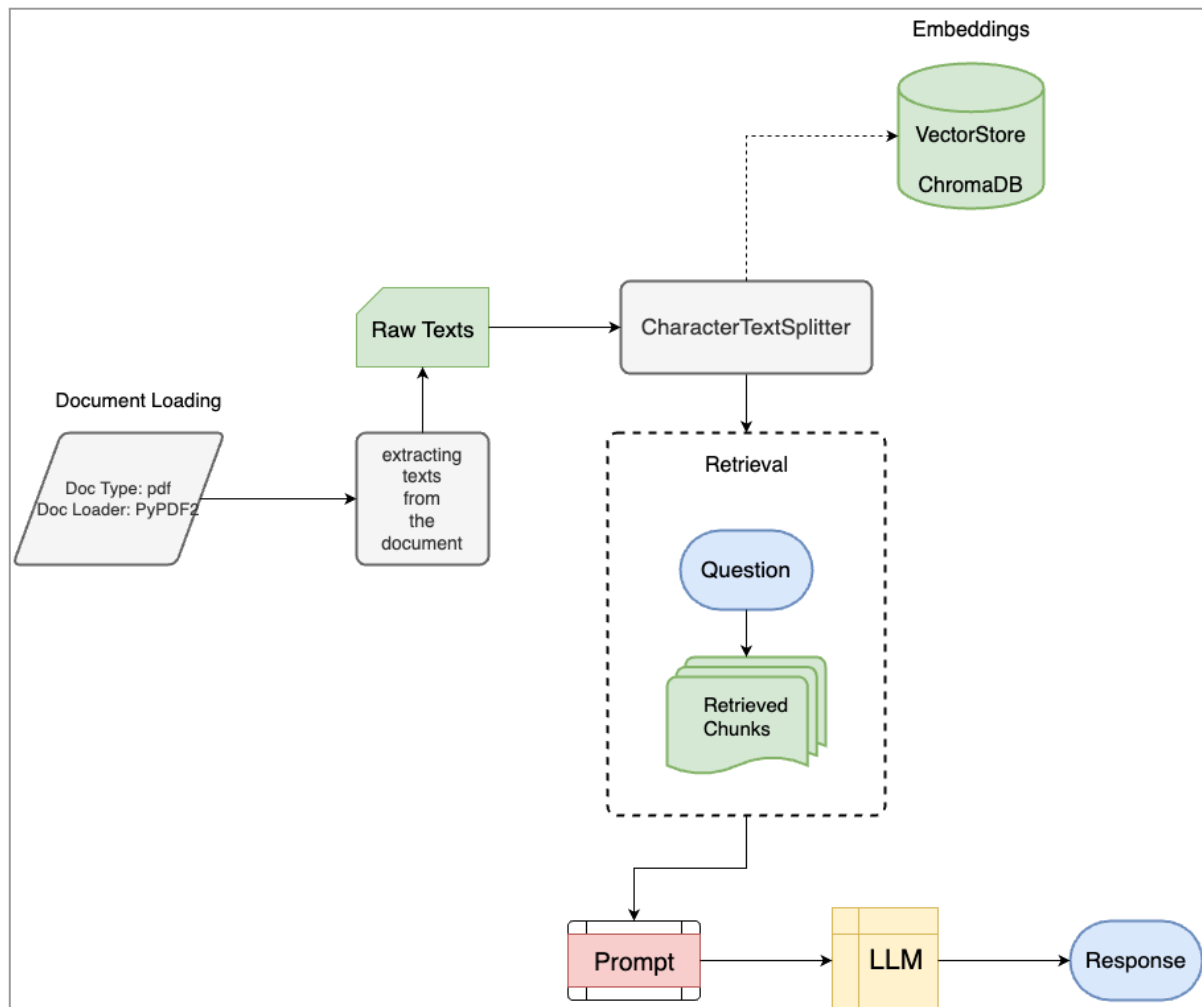 Embeddings
VectorStore
ChromaDB
Raw Texts
CharacterTextSplitter
Document Loading
Doc Type: pdf
Doc Loader: PyPDF2
extracting
texts
from
the
document
Retrieval
Question
Retrieved
Chunks
Prompt
LLM
Response